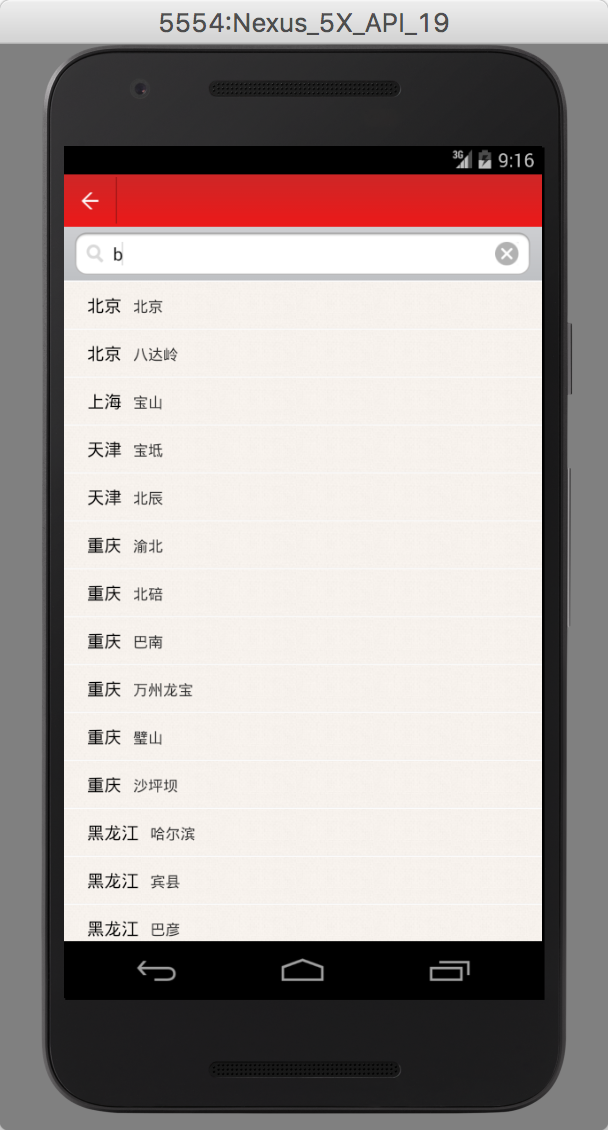 5554:Nexus_5X_API_19
3G 9:16
b
北京 北京
北京 八达岭
上海 宝山
天津 宝坻
天津 北辰
重庆 渝北
重庆 北碚
重庆 巴南
重庆 万州龙宝
重庆 璧山
重庆 沙坪坝
黑龙江 哈尔滨
黑龙江 宾县
黑龙江 巴彦